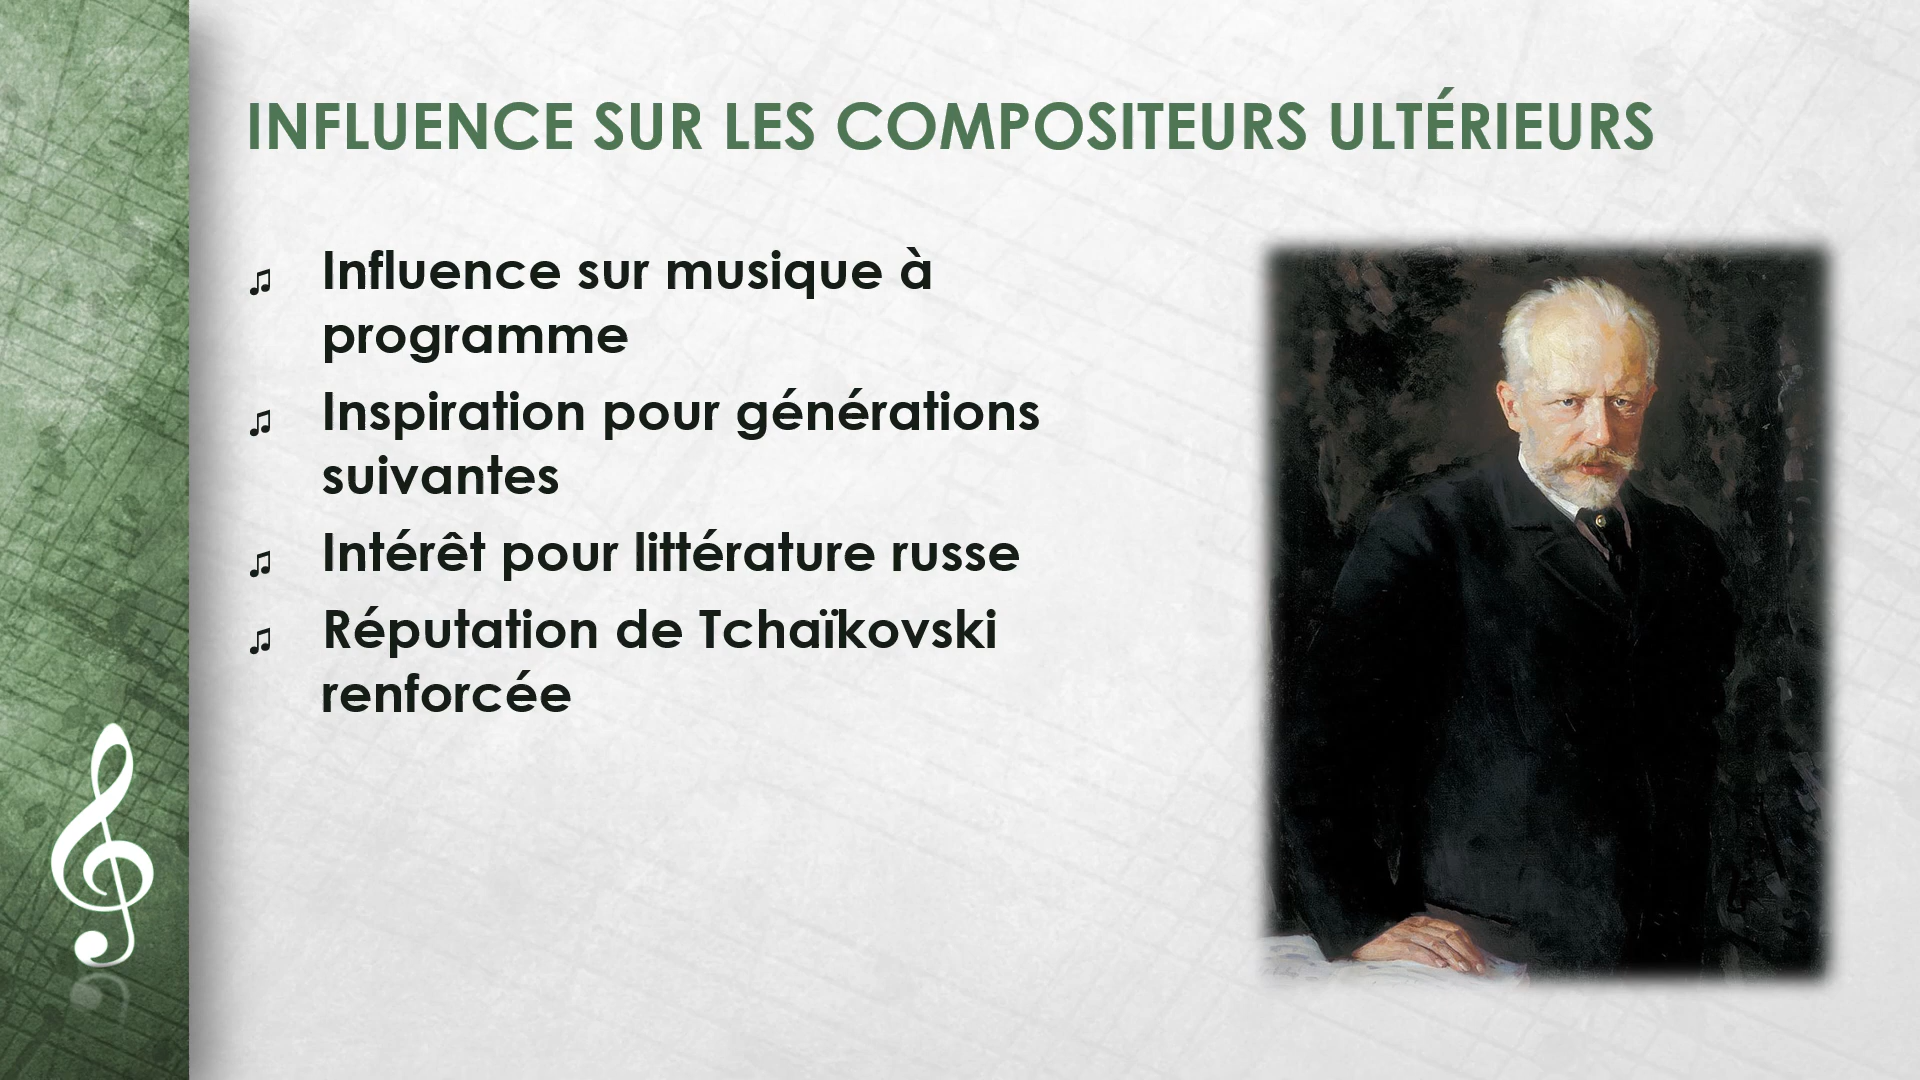 INFLUENCE SUR LES COMPOSITEURS ULTÉRIEURS
♫ Influence sur musique à
programme
♫ Inspiration pour générations
suivantes
♫ Intérêt pour littérature russe
♫ Réputation de Tchaïkovski
renforcée